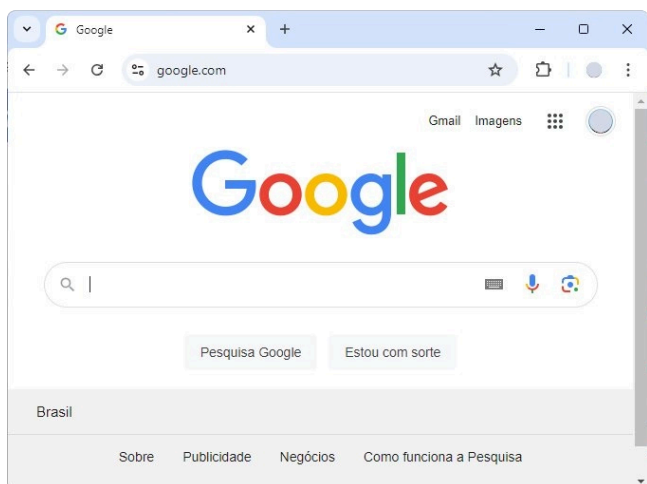 Google
google.com
Gmail Imagens
Google
Pesquisa Google Estou com sorte
Brasil
Sobre Publicidade Negócios Como funciona a Pesquisa